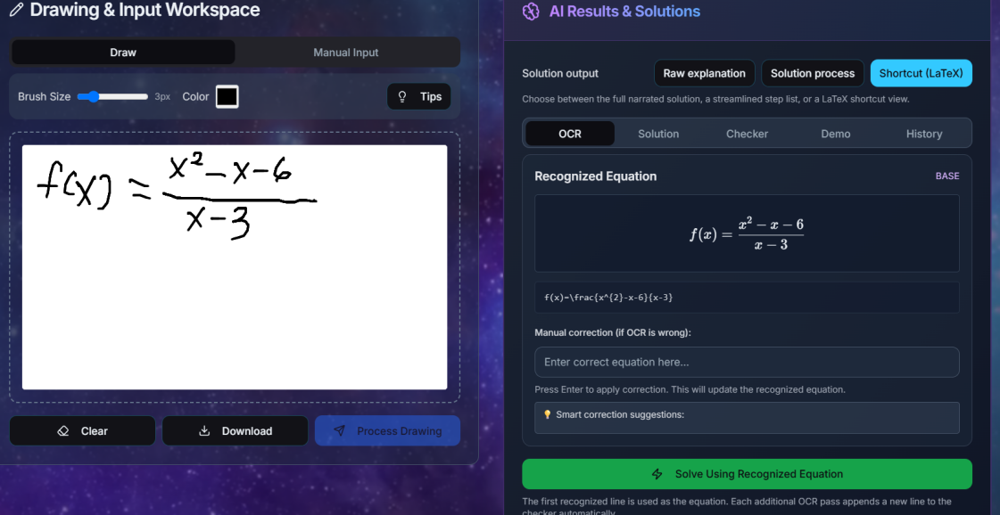 Drawing & Input Workspace
Draw
Manual Input
Brush Size
3px
Color
Tips
f(x) = x² - x - 6 / x - 3
Clear
Download
Process Drawing
AI Results & Solutions
Solution output
Raw explanation
Solution process
Shortcut (LaTeX)
Choose between the full narrated solution, a streamlined step list, or a LaTeX shortcut view.
OCR
Solution
Checker
Demo
History
Recognized Equation
BASE
f(x) = x² − x − 6 / x − 3
f(x)=\frac{x^{2}-x-6}{x-3}
Manual correction (if OCR is wrong):
Enter correct equation here...
Press Enter to apply correction. This will update the recognized equation.
💡 Smart correction suggestions:
Solve Using Recognized Equation
The first recognized line is used as the equation. Each additional OCR pass appends a new line to the
checker automatically.